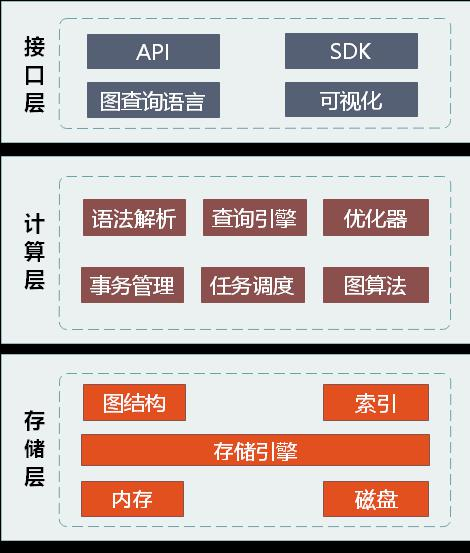 接口层
API
SDK
图查询语言
可视化
计算层
语法解析
查询引擎
优化器
事务管理
任务调度
图算法
存储层
图结构
索引
存储引擎
内存
磁盘